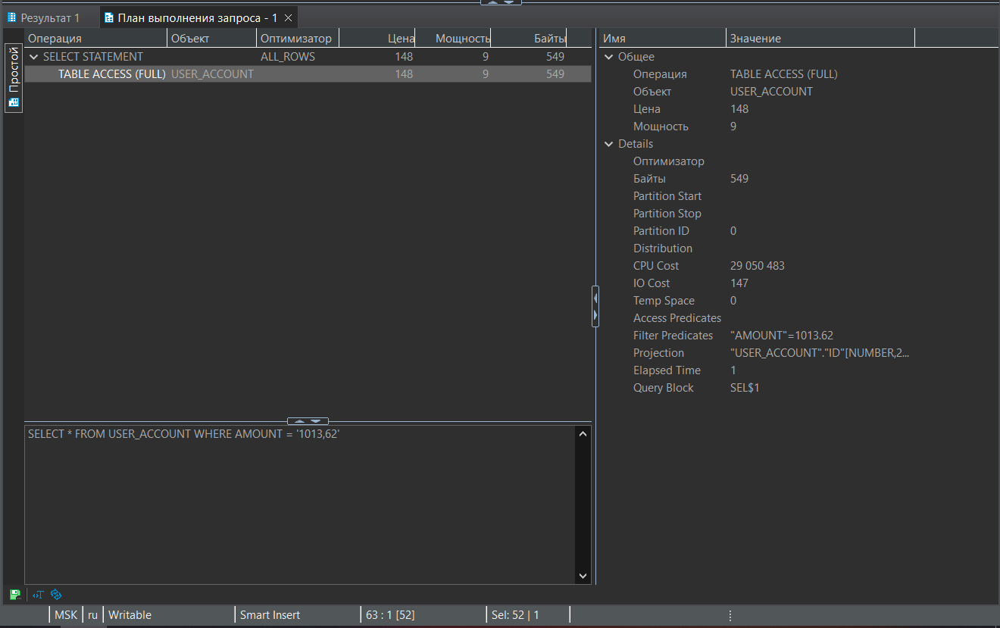 Результат 1
План выполнения запроса - 1
Простой
Операция Объект Оптимизатор Цена Мощность Байты
SELECT STATEMENT ALL_ROWS 148 9 549
TABLE ACCESS (FULL) USER_ACCOUNT 148 9 549
SELECT * FROM USER_ACCOUNT WHERE AMOUNT = '1013,62'
Имя Значение
Общее
Операция TABLE ACCESS (FULL)
Объект USER_ACCOUNT
Цена 148
Мощность 9
Details
Оптимизатор
Байты 549
Partition Start
Partition Stop
Partition ID 0
Distribution
CPU Cost 29 050 483
IO Cost 147
Temp Space 0
Access Predicates
Filter Predicates "AMOUNT"=1013.62
Projection "USER_ACCOUNT"."ID"[NUMBER,2...
Elapsed Time 1
Query Block SEL$1
MSK ru Writable Smart Insert 63 : 1 [52] Sel: 52 | 1